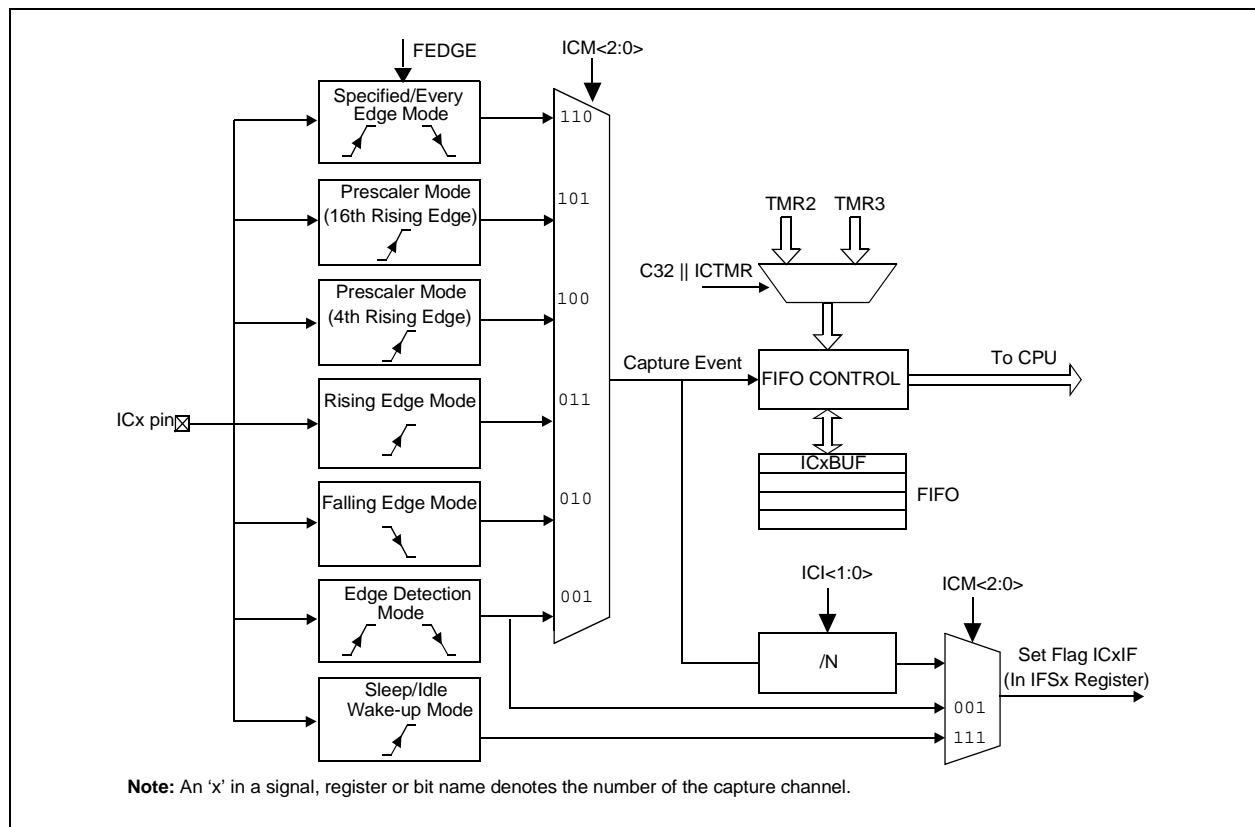 FEDGE
ICM<2:0>
Specified/Every
Edge Mode
110
Prescaler Mode
(16th Rising Edge)
101
TMR2
TMR3
C32 || ICTMR
Prescaler Mode
(4th Rising Edge)
100
Capture Event
FIFO CONTROL
To CPU
ICx pin
Rising Edge Mode
011
ICxBUF
FIFO
Falling Edge Mode
010
ICI<1:0>
ICM<2:0>
Edge Detection
Mode
001
/N
Set Flag ICxIF
(In IFSx Register)
Sleep/Idle
Wake-up Mode
001
111
Note: An ‘x’ in a signal, register or bit name denotes the number of the capture channel.